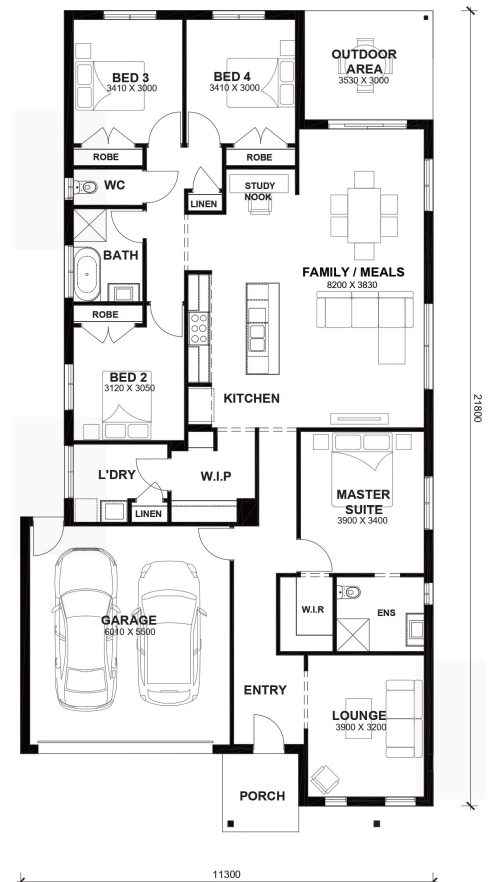 BED 3
3410 X 3000
BED 4
3410 X 3000
OUTDOOR
AREA
3530 X 3000
ROBE
ROBE
WC
LINEN
STUDY
NOOK
BATH
FAMILY / MEALS
8200 X 3830
ROBE
BED 2
3120 X 3050
KITCHEN
21800
L'DRY
W.I.P
LINEN
MASTER
SUITE
3900 X 3400
GARAGE
6010 X 5500
W.I.R
ENS
ENTRY
LOUNGE
3900 X 3200
PORCH
11300